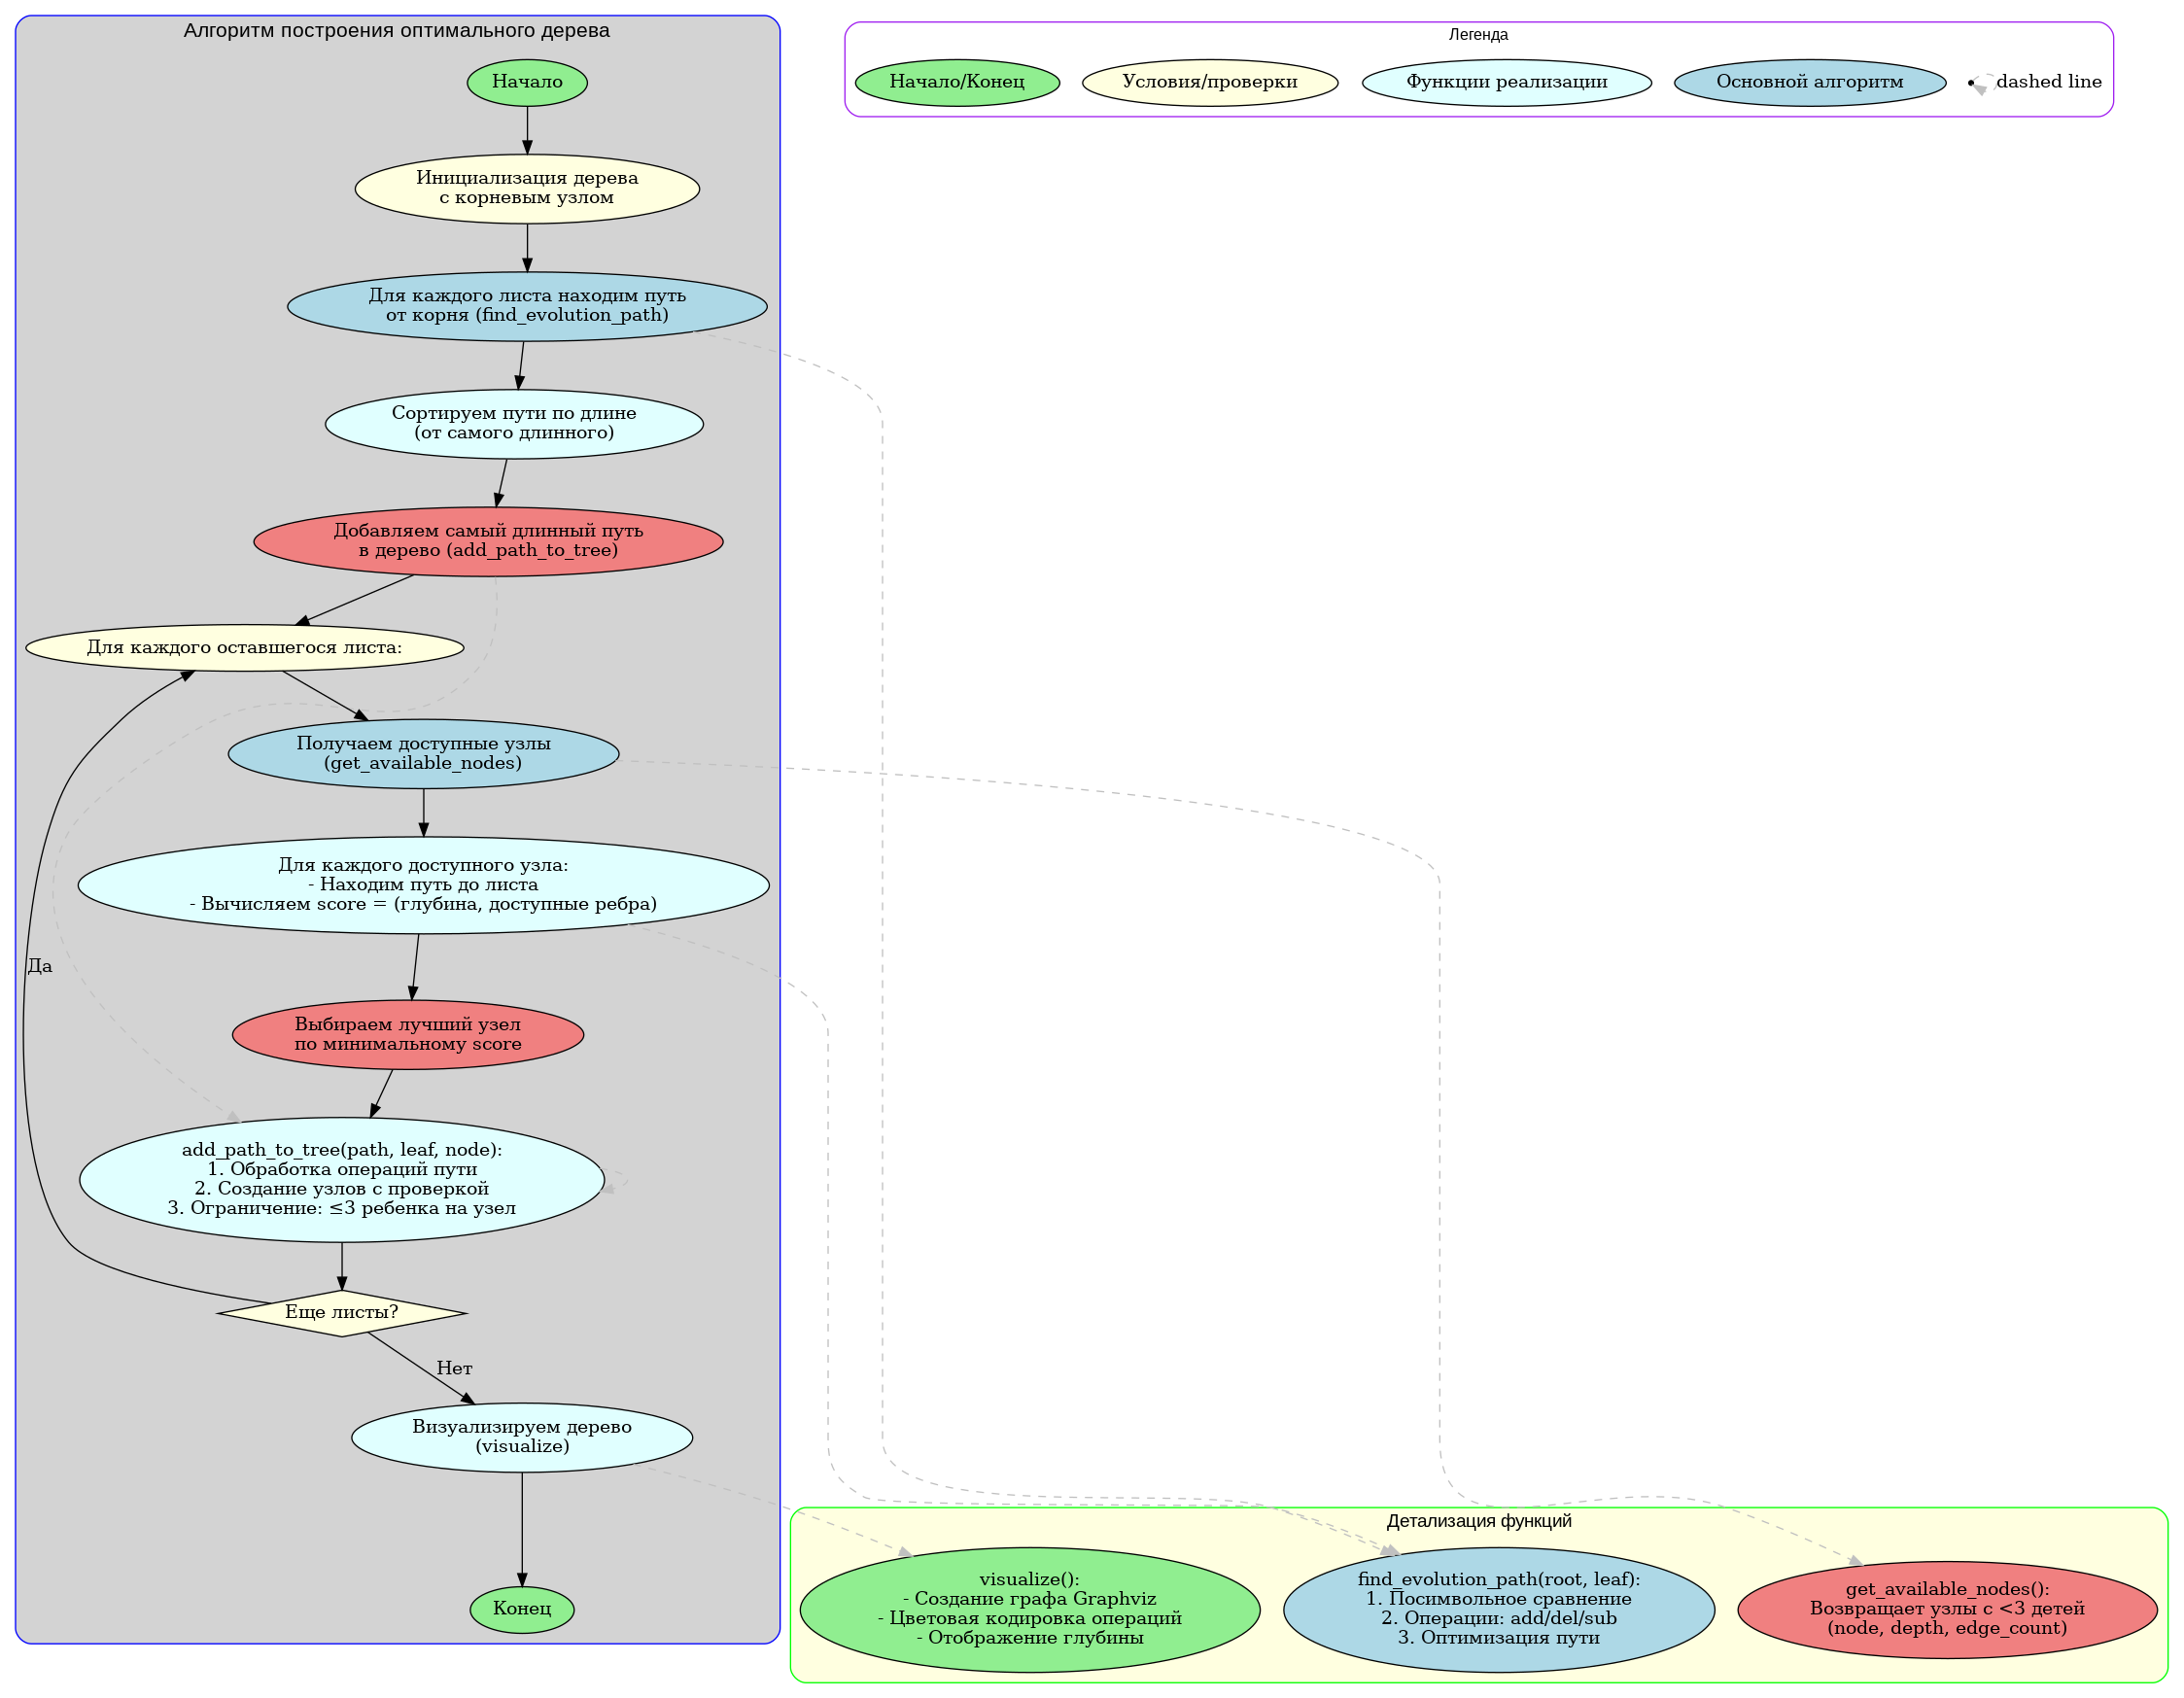 Алгоритм построения оптимального дерева
Начало
Инициализация дерева
с корневым узлом
Для каждого листа находим путь
от корня (find_evolution_path)
Сортируем пути по длине
(от самого длинного)
Добавляем самый длинный путь
в дерево (add_path_to_tree)
Для каждого оставшегося листа:
Получаем доступные узлы
(get_available_nodes)
Для каждого доступного узла:
- Находим путь до листа
- Вычисляем score = (глубина, доступные ребра)
Да
Выбираем лучший узел
по минимальному score
add_path_to_tree(path, leaf, node):
1. Обработка операций пути
2. Создание узлов с проверкой
3. Ограничение: ≤3 ребенка на узел
Еще листы?
Нет
Визуализируем дерево
(visualize)
Конец
Легенда
Начало/Конец
Условия/проверки
Функции реализации
Основной алгоритм
dashed line
Детализация функций
visualize():
- Создание графа Graphviz
- Цветовая кодировка операций
- Отображение глубины
find_evolution_path(root, leaf):
1. Посимвольное сравнение
2. Операции: add/del/sub
3. Оптимизация пути
get_available_nodes():
Возвращает узлы с <3 детей
(node, depth, edge_count)